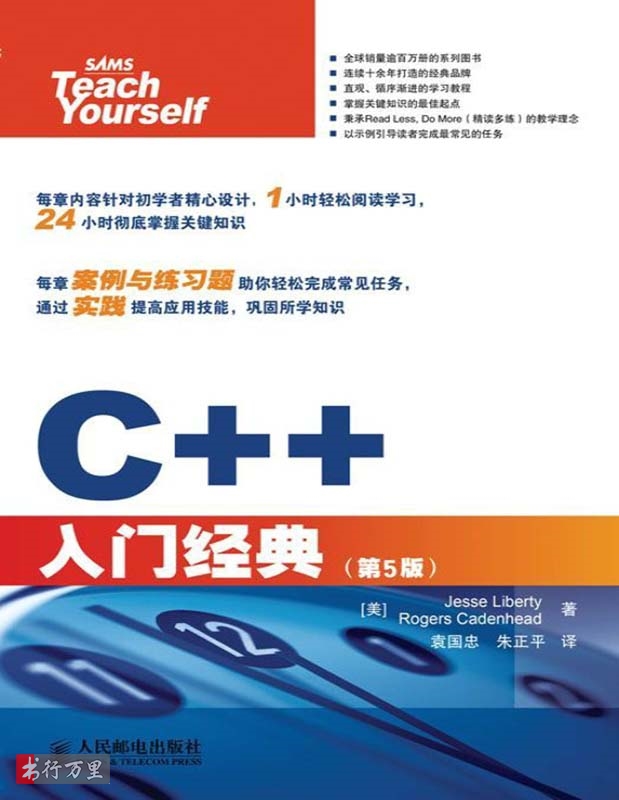 SAMS
Teach
Yourself
全球销量逾百万册的系列图书
连续十余年打造的经典品牌
直观、循序渐进的学习教程
掌握关键知识的最佳起点
秉承Read Less, Do More（精读多练）的教学理念
以示例引导读者完成最常见的任务
每章内容针对初学者精心设计，1小时轻松阅读学习，
24小时彻底掌握关键知识
每章案例与练习题助你轻松完成常见任务，
通过实践提高应用技能，巩固所学知识
C++
入门经典（第5版）
[美] Jesse Liberty
Rogers Cadenhead 著
袁国忠 朱正平 译
11
12
1
2
人民邮电出版社
& TELECOM PRESS
书行万里